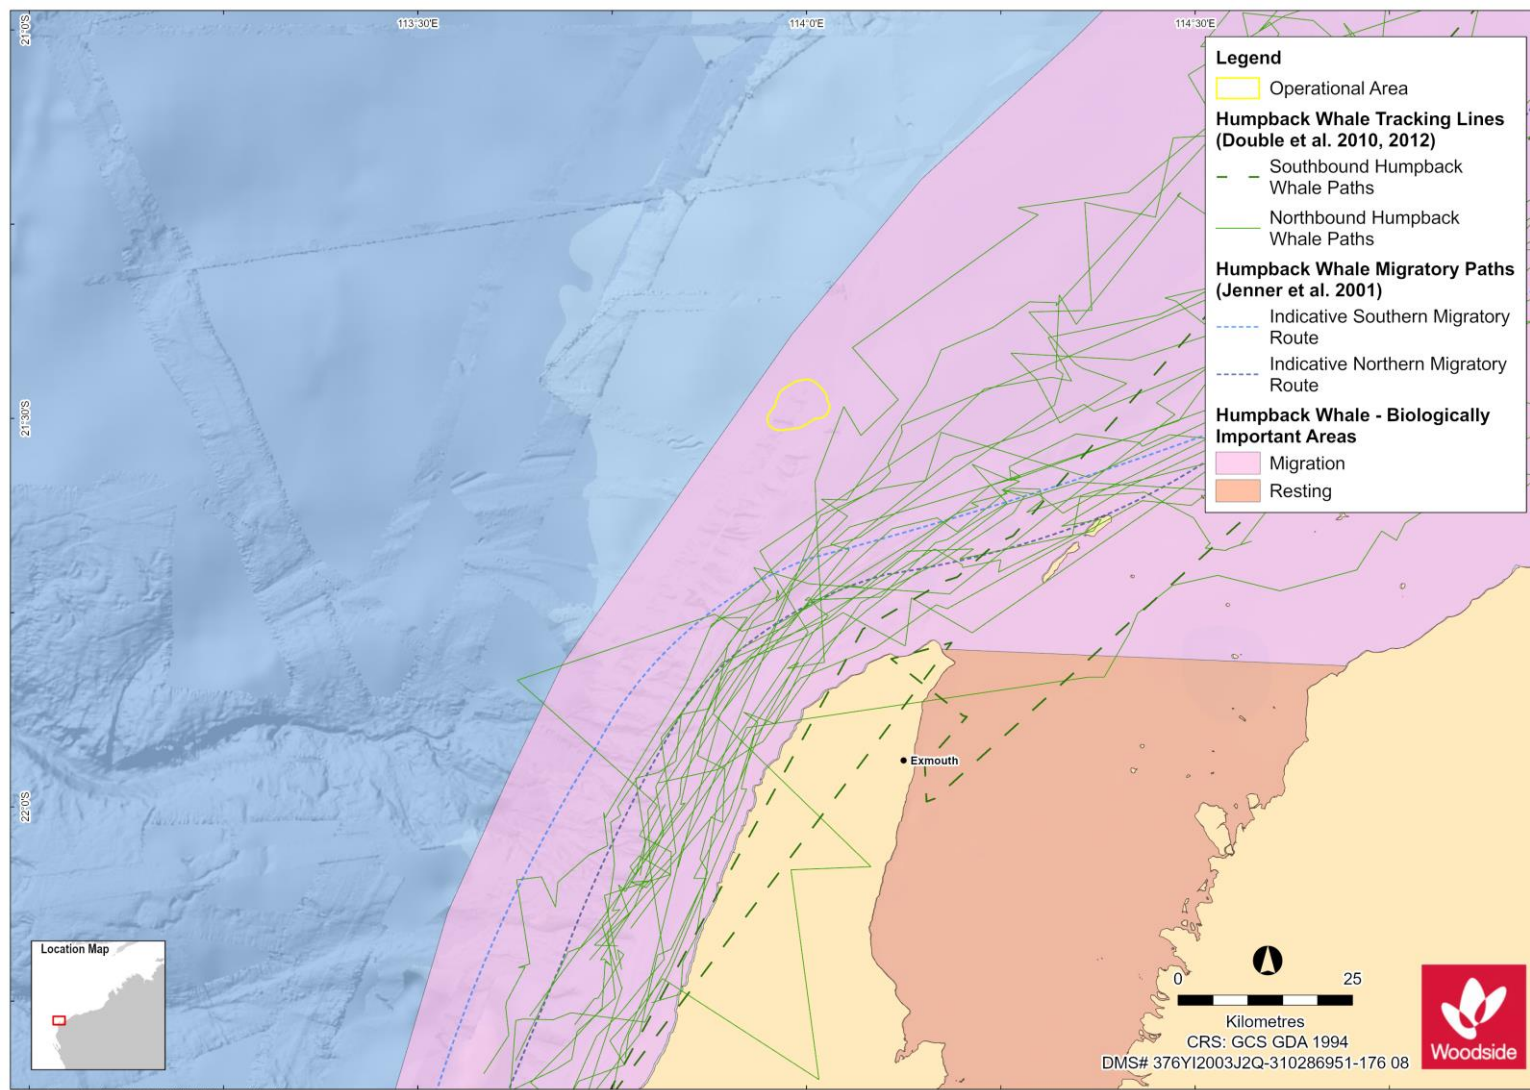 113°30'E
114°0'E
114°30'E
21°0'S
21°30'S
22°0'S
Legend
Operational Area
Humpback Whale Tracking Lines
(Double et al. 2010, 2012)
Southbound Humpback
Whale Paths
Northbound Humpback
Whale Paths
Humpback Whale Migratory Paths
(Jenner et al. 2001)
Indicative Southern Migratory
Route
Indicative Northern Migratory
Route
Humpback Whale - Biologically
Important Areas
Migration
Resting
Exmouth
Location Map
0 25
Kilometres
CRS: GCS GDA 1994
DMS# 376YI2003J2Q-310286951-176 08
Woodside